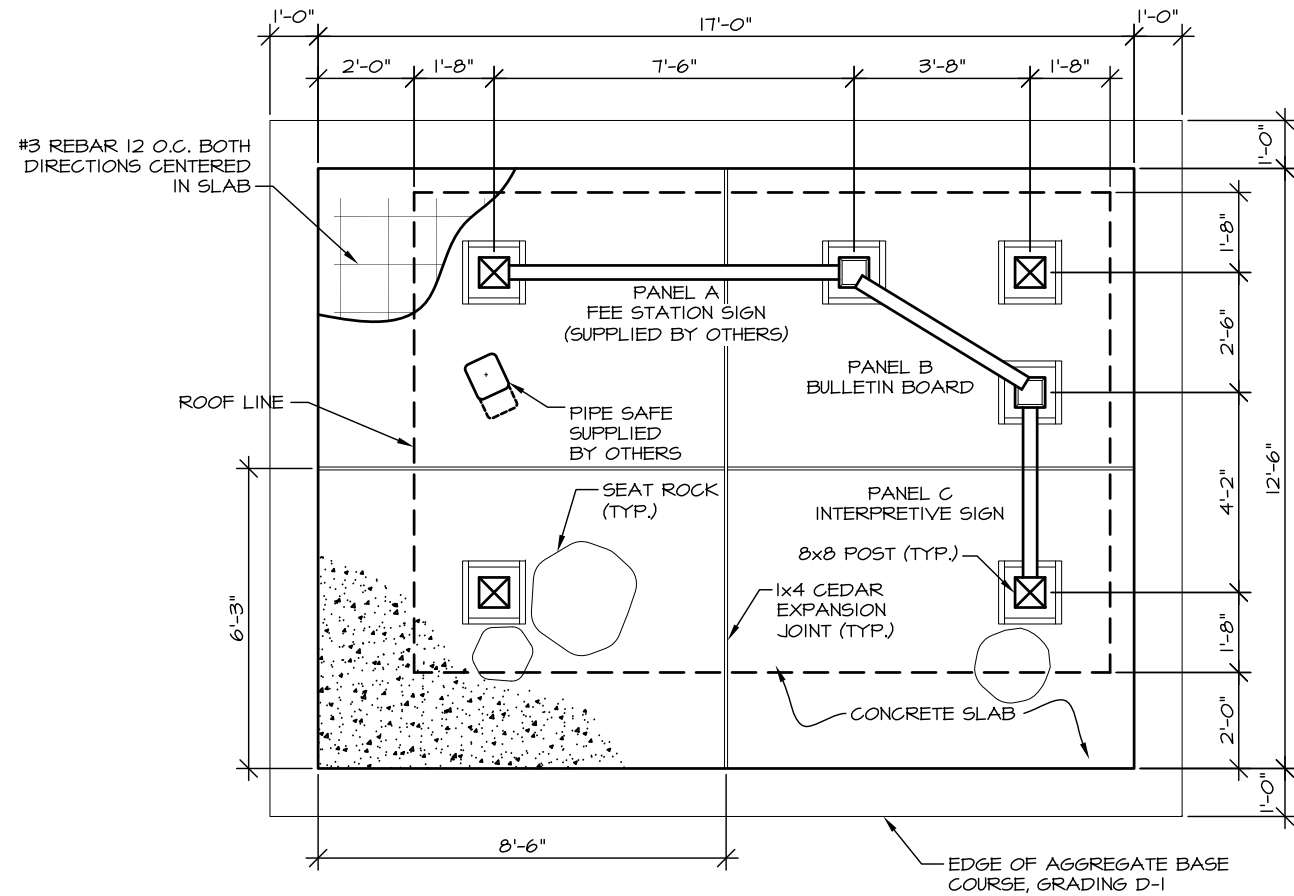 1'-0"
17'-0"
1'-0"
2'-0"
1'-8"
7'-6"
3'-8"
1'-8"
#3 REBAR 12 O.C. BOTH
DIRECTIONS CENTERED
IN SLAB
1'-0"
1'-8"
PANEL A
FEE STATION SIGN
(SUPPLIED BY OTHERS)
2'-6"
PANEL B
BULLETIN BOARD
ROOF LINE
PIPE SAFE
SUPPLIED
BY OTHERS
12'-6"
4'-2"
SEAT ROCK
(TYP.)
PANEL C
INTERPRETIVE SIGN
8x8 POST (TYP.)
1x4 CEDAR
EXPANSION
JOINT (TYP.)
6'-3"
1'-8"
CONCRETE SLAB
2'-0"
1'-0"
8'-6"
EDGE OF AGGREGATE BASE
COURSE, GRADING D-1